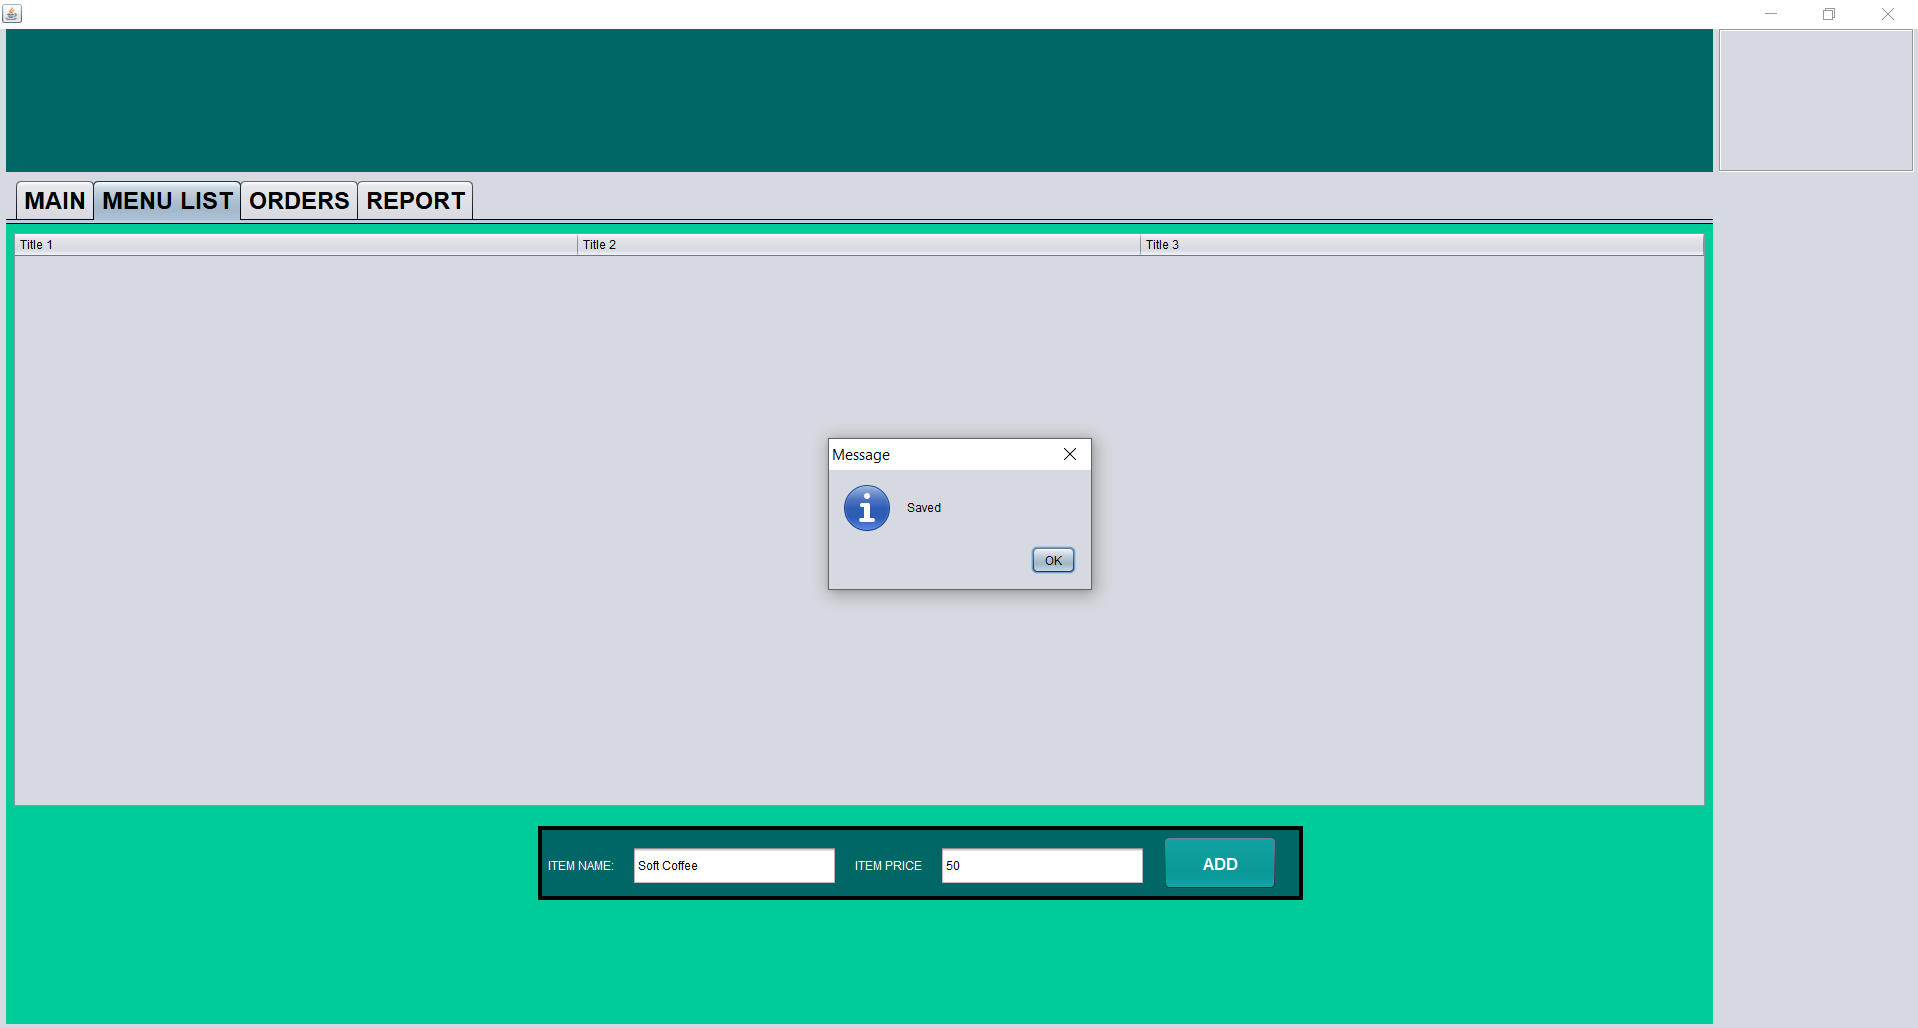 MAIN MENU LIST ORDERS REPORT
Title 1 Title 2 Title 3
Message
Saved
OK
ITEM NAME: Soft Coffee ITEM PRICE 50 ADD